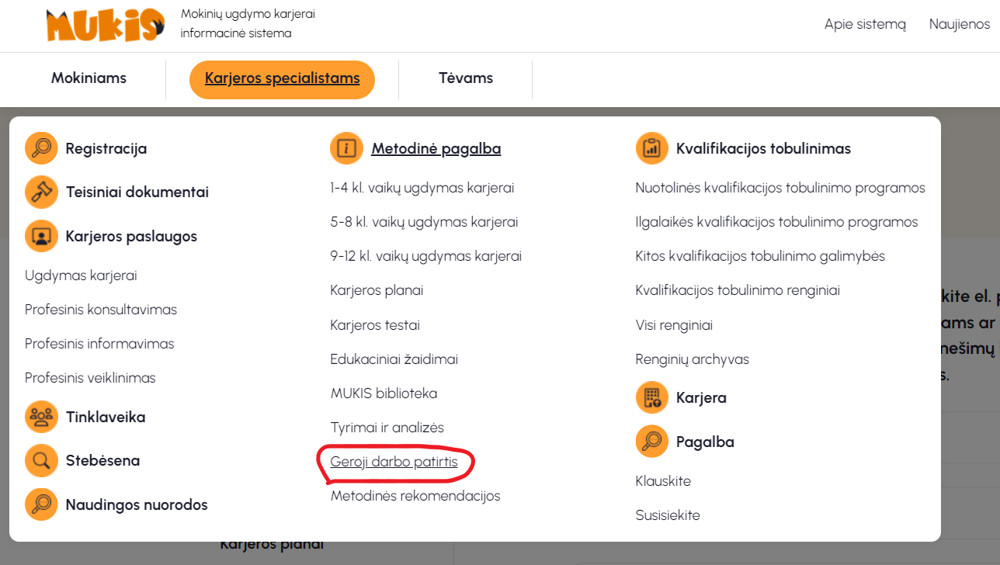 MUKIS
Mokinių ugdymo karjerai
informacinė sistema
Apie sistemą
Naujienos
Mokiniams
Karjeros specialistams
Tėvams
Registracija
Teisiniai dokumentai
Karjeros paslaugos
Ugdymas karjerai
Profesinis konsultavimas
Profesinis informavimas
Profesinis veiklinimas
Tinklaveika
Stebėsena
Naudingos nuorodos
Metodinė pagalba
1-4 kl. vaikų ugdymas karjerai
5-8 kl. vaikų ugdymas karjerai
9-12 kl. vaikų ugdymas karjerai
Karjeros planai
Karjeros testai
Edukaciniai žaidimai
MUKIS biblioteka
Tyrimai ir analizės
Geroji darbo patirtis
Metodinės rekomendacijos
Kvalifikacijos tobulinimas
Nuotolinės kvalifikacijos tobulinimo programos
Ilgalaikės kvalifikacijos tobulinimo programos
Kitos kvalifikacijos tobulinimo galimybės
Kvalifikacijos tobulinimo renginiai
Visi renginiai
Renginių archyvas
Karjera
Pagalba
Klauskite
Susisiekite
kite el.
ams ar
nešimų
s.
Karjeros planai